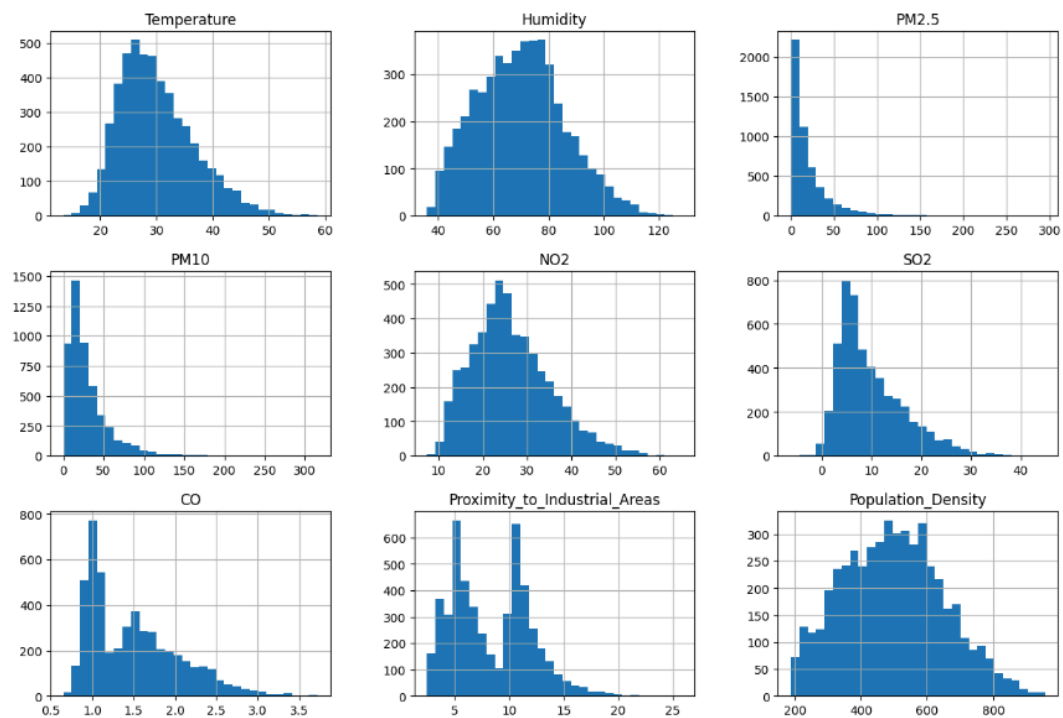 Temperature
500
400
300
200
100
0
20 30 40 50 60
Humidity
300
200
100
0
40 60 80 100 120
PM2.5
2000
1500
1000
500
0
0 50 100 150 200 250 300
PM10
1500
1250
1000
750
500
250
0
0 50 100 150 200 250 300
NO2
500
400
300
200
100
0
10 20 30 40 50 60
SO2
800
600
400
200
0
0 10 20 30 40
CO
800
600
400
200
0
0.5 1.0 1.5 2.0 2.5 3.0 3.5
Proximity_to_Industrial_Areas
600
500
400
300
200
100
0
5 10 15 20 25
Population_Density
300
250
200
150
100
50
0
200 400 600 800